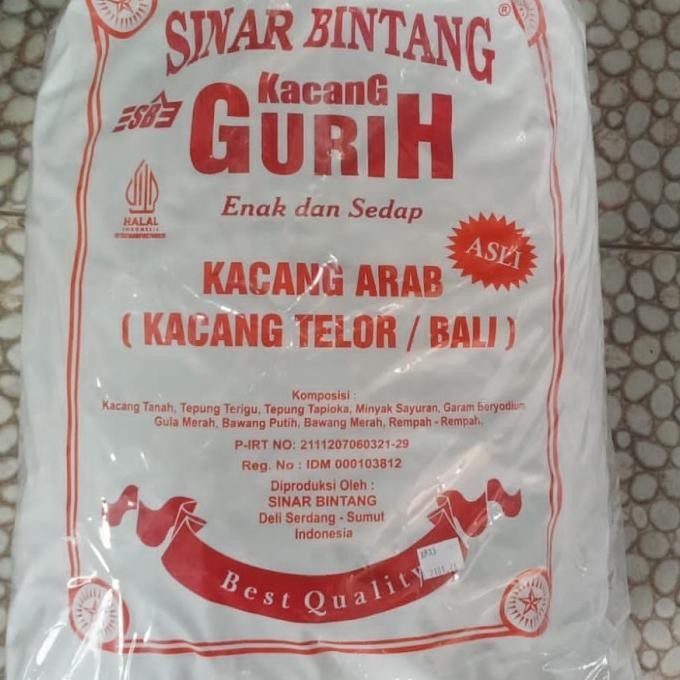 SINAR BINTANG
®
Kacang
GURIH
SB
HALAL
INDONESIA
Enak dan Sedap
ASLI
KACANG ARAB
( KACANG TELOR / BALI )
Komposisi :
Kacang Tanah, Tepung Terigu, Tepung Tapioka, Minyak Sayuran, Garam Beryodium
Gula Merah, Bawang Putih, Bawang Merah, Rempah - Rempah.
P-IRT NO: 2111207060321-29
Reg. No : IDM 000103812
Diproduksi Oleh :
SINAR BINTANG
Deli Serdang - Sumut
Indonesia
Best Quality